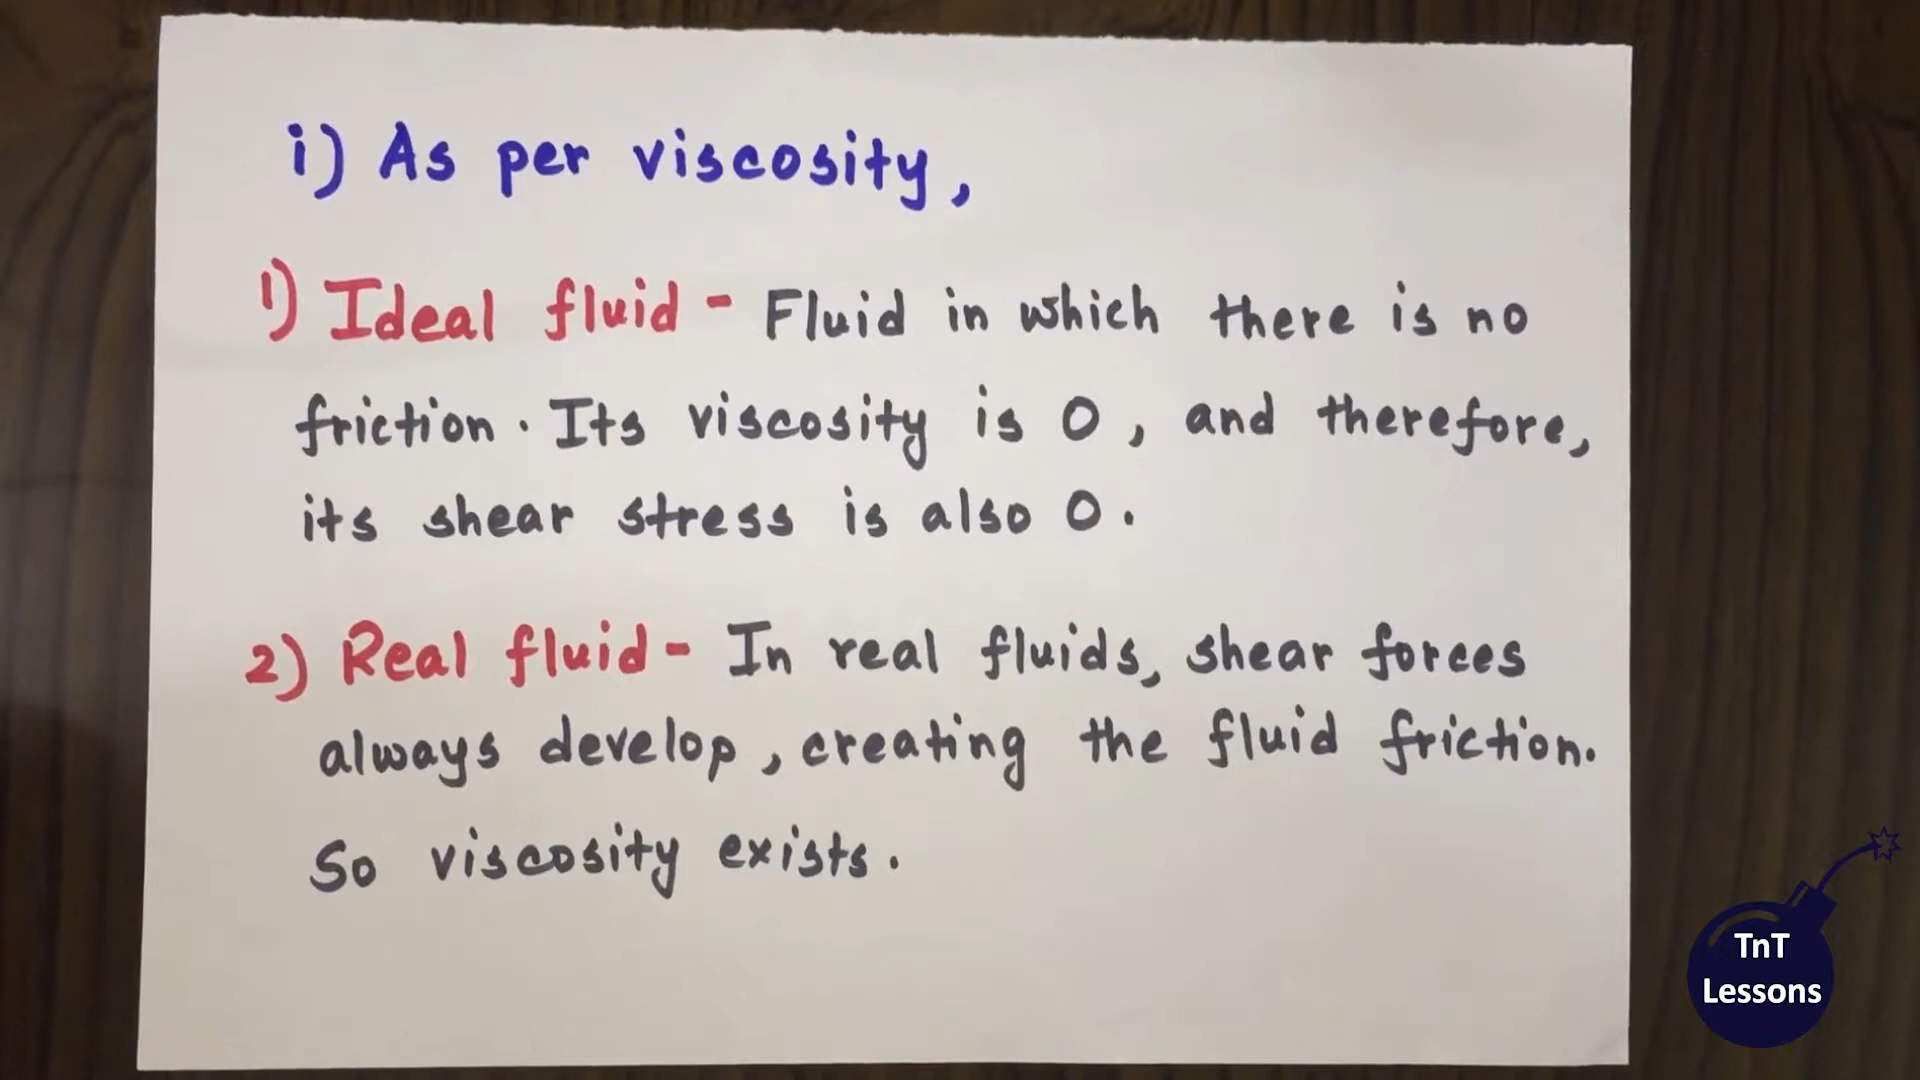 i) As per viscosity,
1) Ideal fluid - Fluid in which there is no
friction. Its viscosity is 0, and therefore,
its shear stress is also 0.
2) Real fluid - In real fluids, shear forces
always develop, creating the fluid friction.
So viscosity exists.
TnT
Lessons